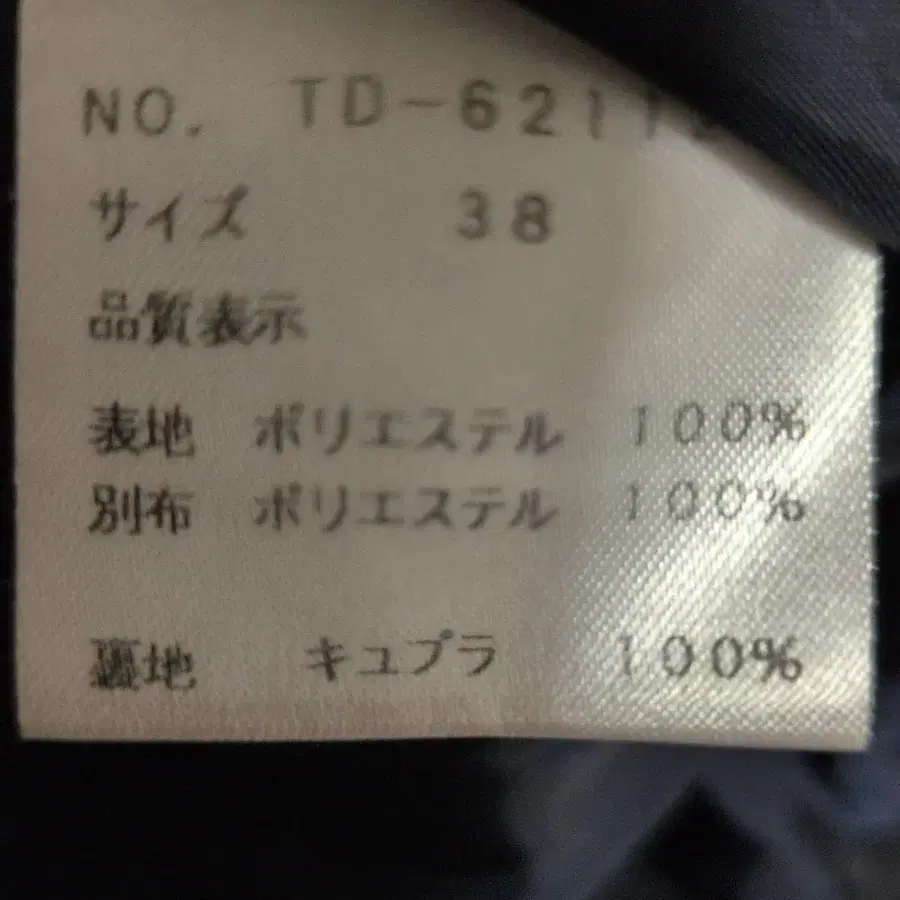 NO. TD-6211
サイズ 38
品質表示
表地 ポリエステル 100%
別布 ポリエステル 100%
裏地 キュプラ 100%